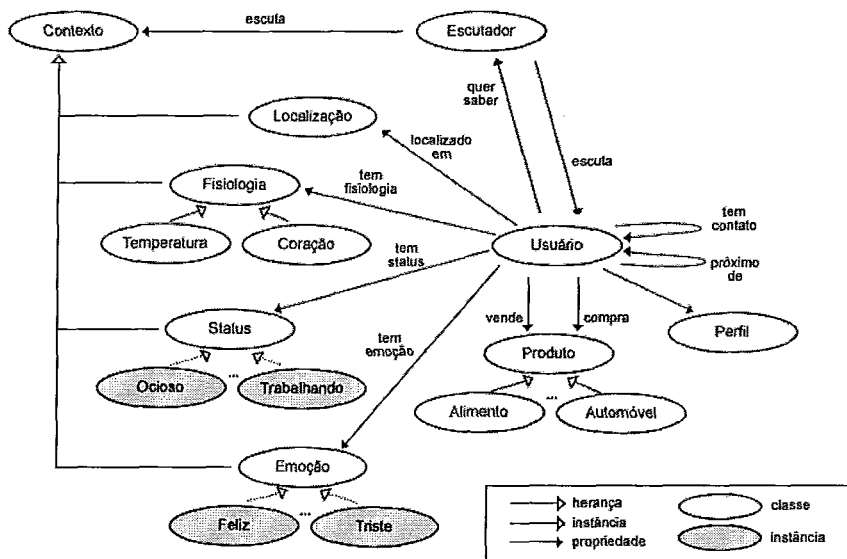 Contexto
escuta
Escutador
quer
saber
Localização
localizado
em
escuta
tem
fisiologia
Fisiologia
tem
contato
Temperatura
Coração
Usuário
tem
status
próximo
de
Status
vende
compra
Perfil
tem
emoção
Produto
Ocioso
...
Trabalhando
Alimento
...
Automóvel
Emoção
herança
classe
Feliz
...
Triste
instância
propriedade
instância